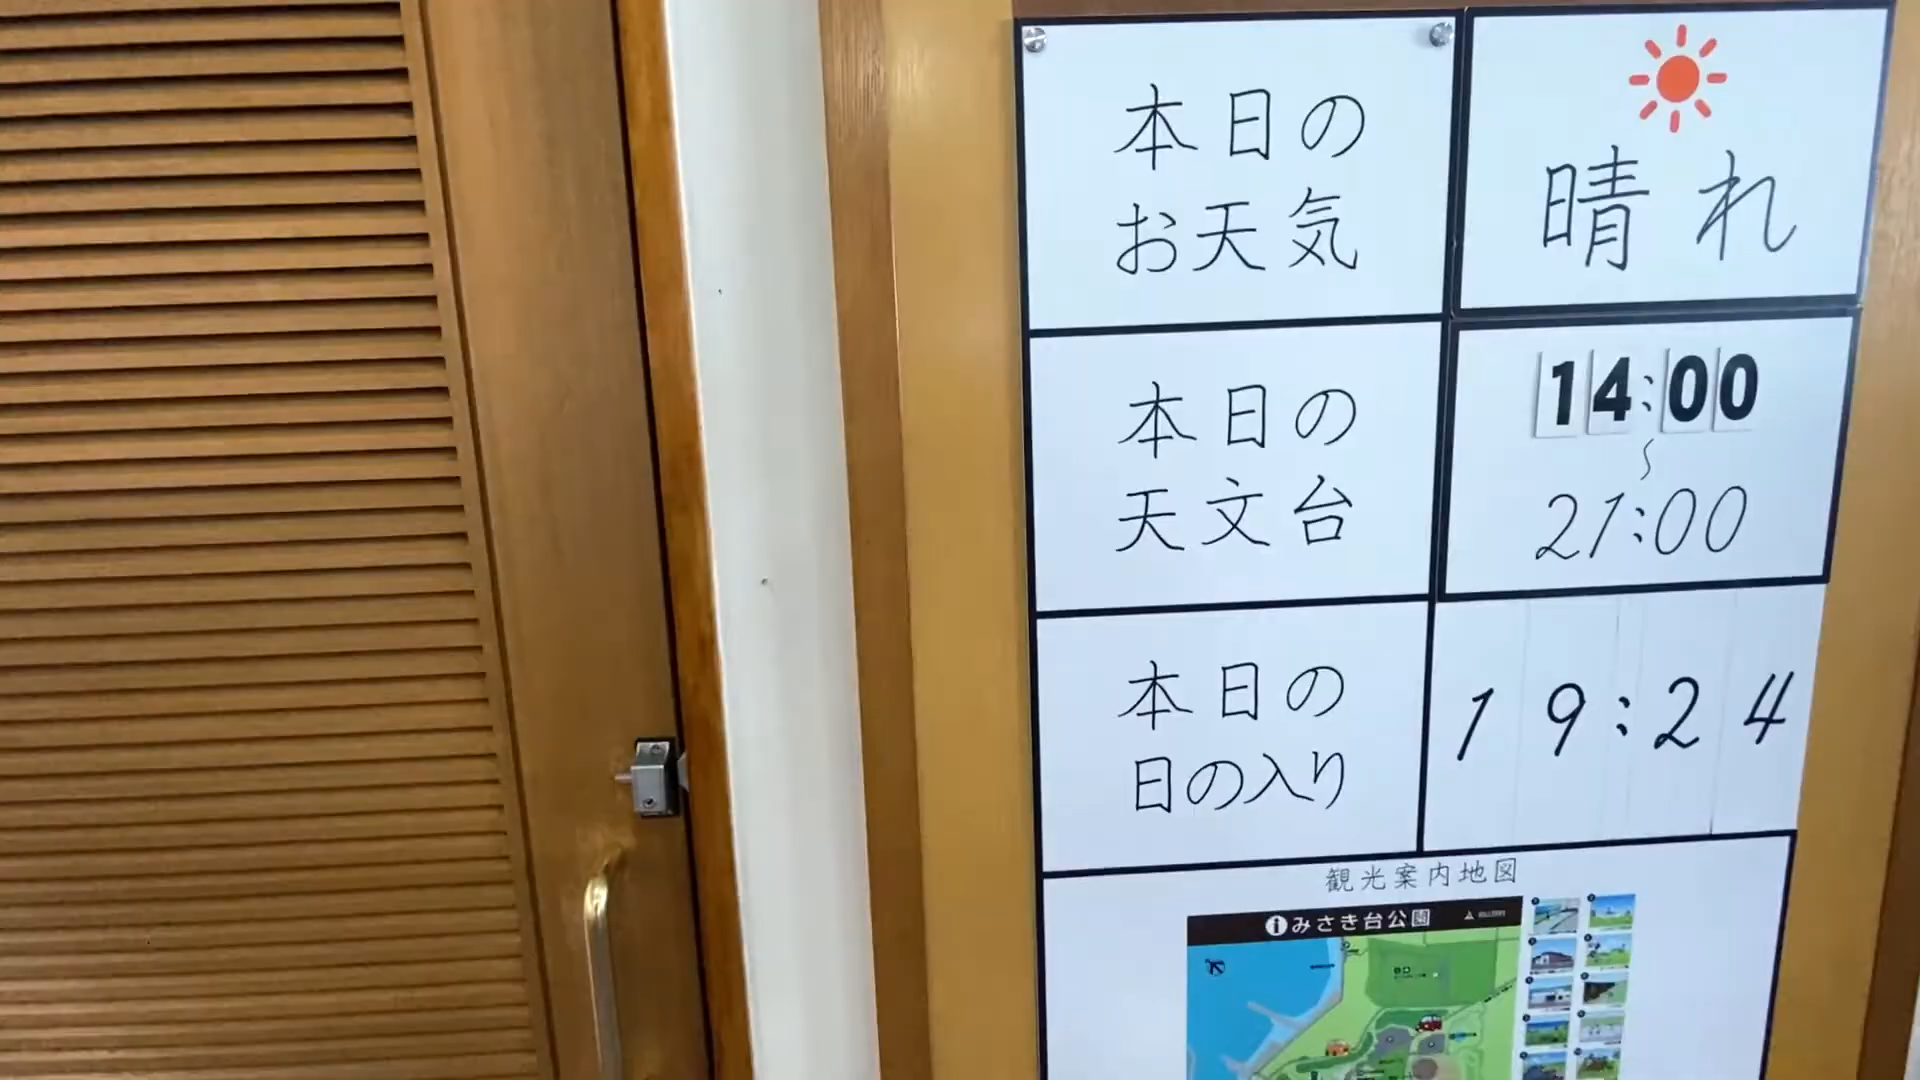 本日の
お天気
晴れ
本日の
天文台
14:00
～
21:00
本日の
日の入り
19:24
観光案内地図
みさき台公園